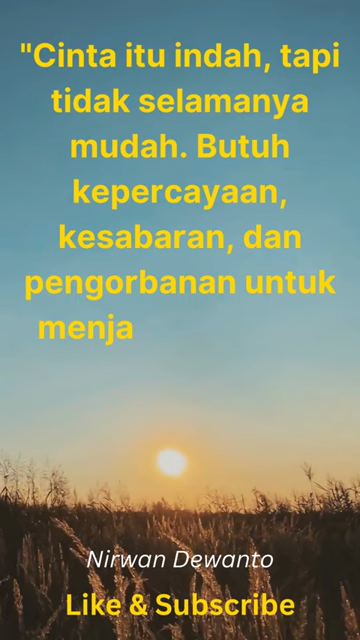 "Cinta itu indah, tapi
tidak selamanya
mudah. Butuh
kepercayaan,
kesabaran, dan
pengorbanan untuk
menja
Nirwan Dewanto
Like & Subscribe